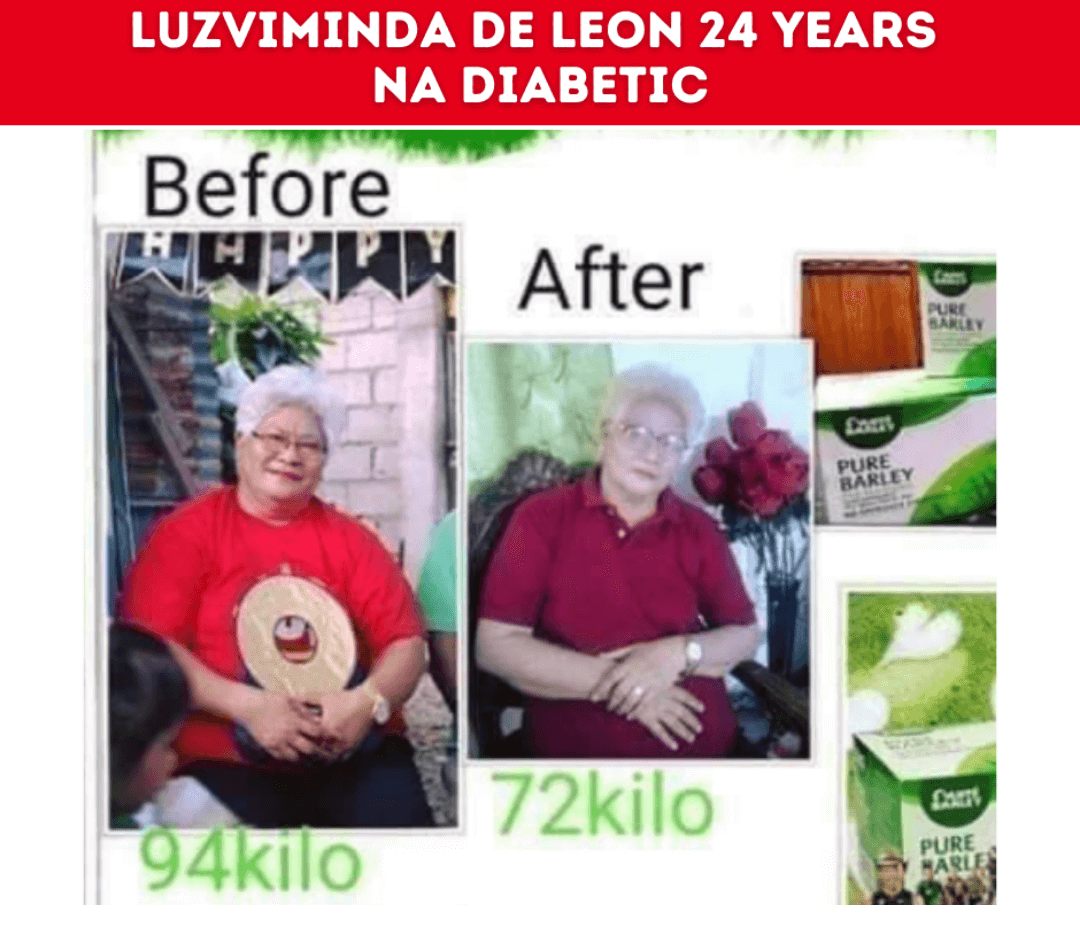 LUZVIMINDA DE LEON 24 YEARS
NA DIABETIC
Before
After
HAPPY
PURE
BARLEY
PURE
BARLEY
72kilo
94kilo
PURE
BARLEY